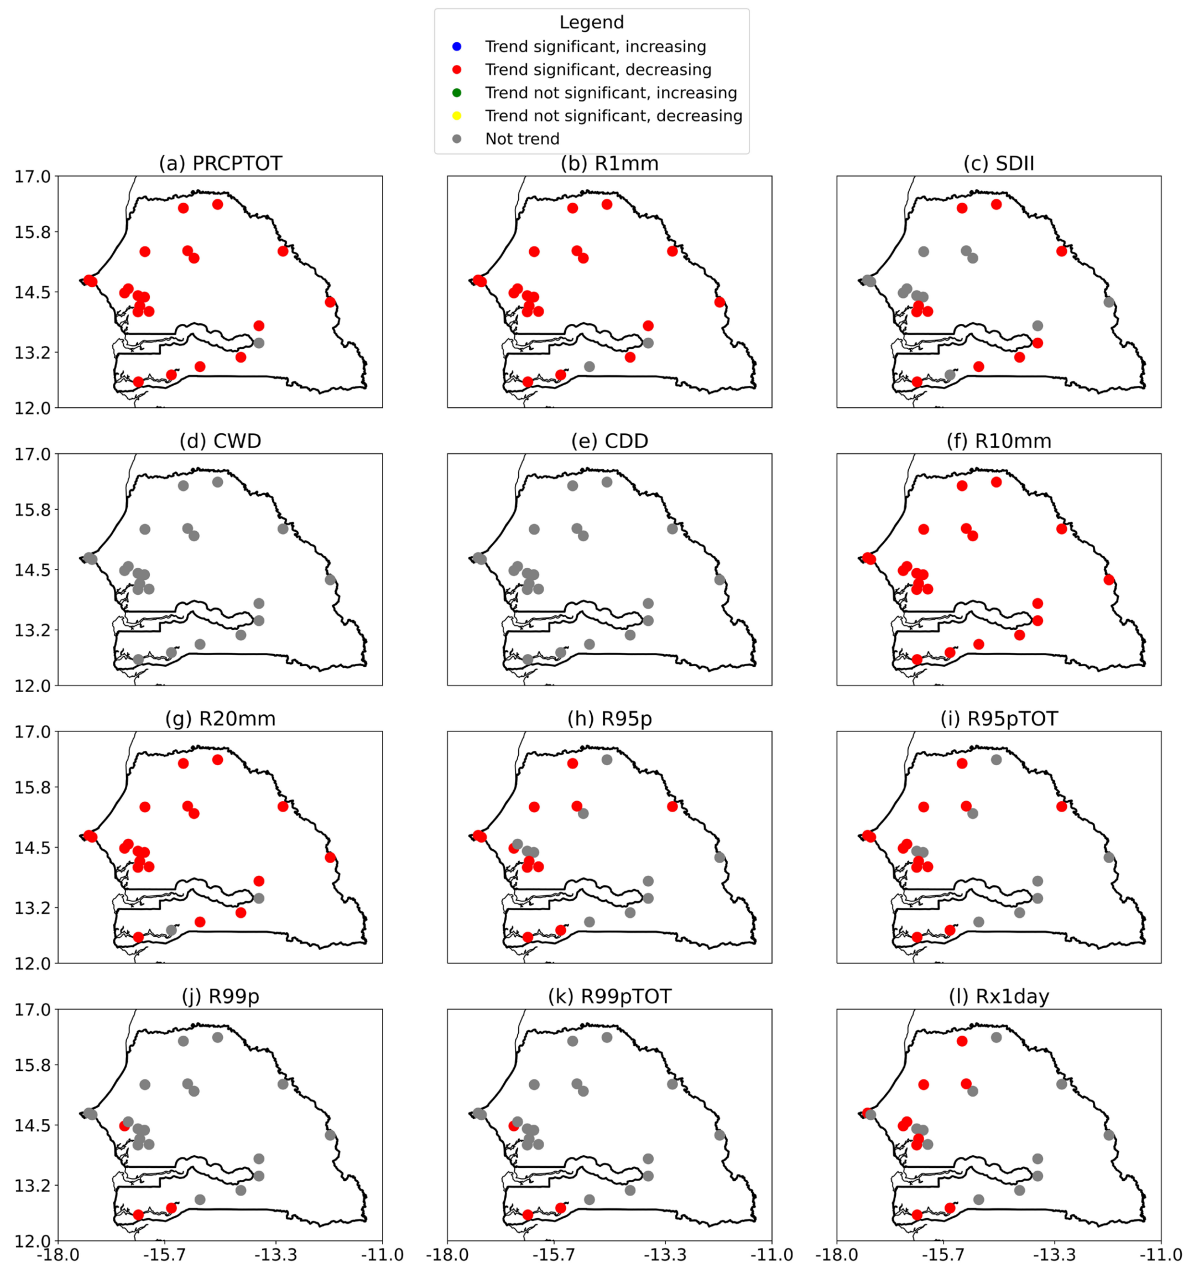 Legend
Trend significant, increasing
Trend significant, decreasing
Trend not significant, increasing
Trend not significant, decreasing
Not trend
(a) PRCPTOT
(b) R1mm
(c) SDII
17.0
15.8
14.5
13.2
12.0
(d) CWD
(e) CDD
(f) R10mm
17.0
15.8
14.5
13.2
12.0
(g) R20mm
(h) R95p
(i) R95pTOT
17.0
15.8
14.5
13.2
12.0
(j) R99p
(k) R99pTOT
(l) Rx1day
17.0
15.8
14.5
13.2
12.0
-18.0 -15.7 -13.3 -11.0
-18.0 -15.7 -13.3 -11.0
-18.0 -15.7 -13.3 -11.0